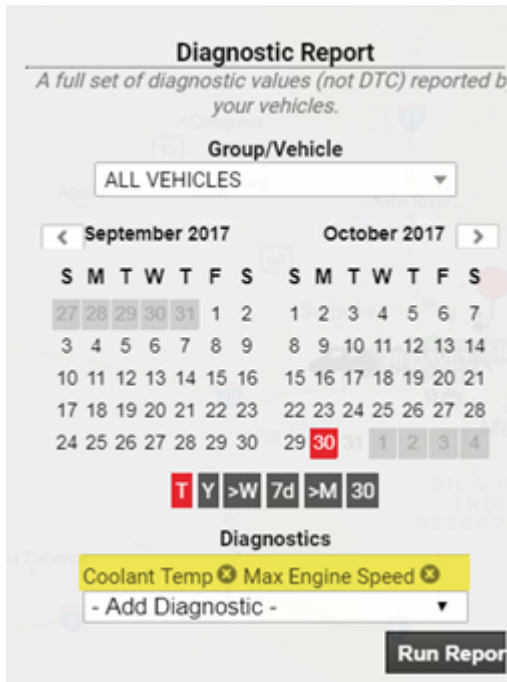 Diagnostic Report
A full set of diagnostic values (not DTC) reported b
your vehicles.
Group/Vehicle
ALL VEHICLES
September 2017 October 2017
S M T W T F S S M T W T F S
27 28 29 30 31 1 2 1 2 3 4 5 6 7
3 4 5 6 7 8 9 8 9 10 11 12 13 14
10 11 12 13 14 15 16 15 16 17 18 19 20 21
17 18 19 20 21 22 23 22 23 24 25 26 27 28
24 25 26 27 28 29 30 29 30 31 1 2 3 4
T Y >W 7d >M 30
Diagnostics
Coolant Temp Max Engine Speed
- Add Diagnostic -
Run Repor